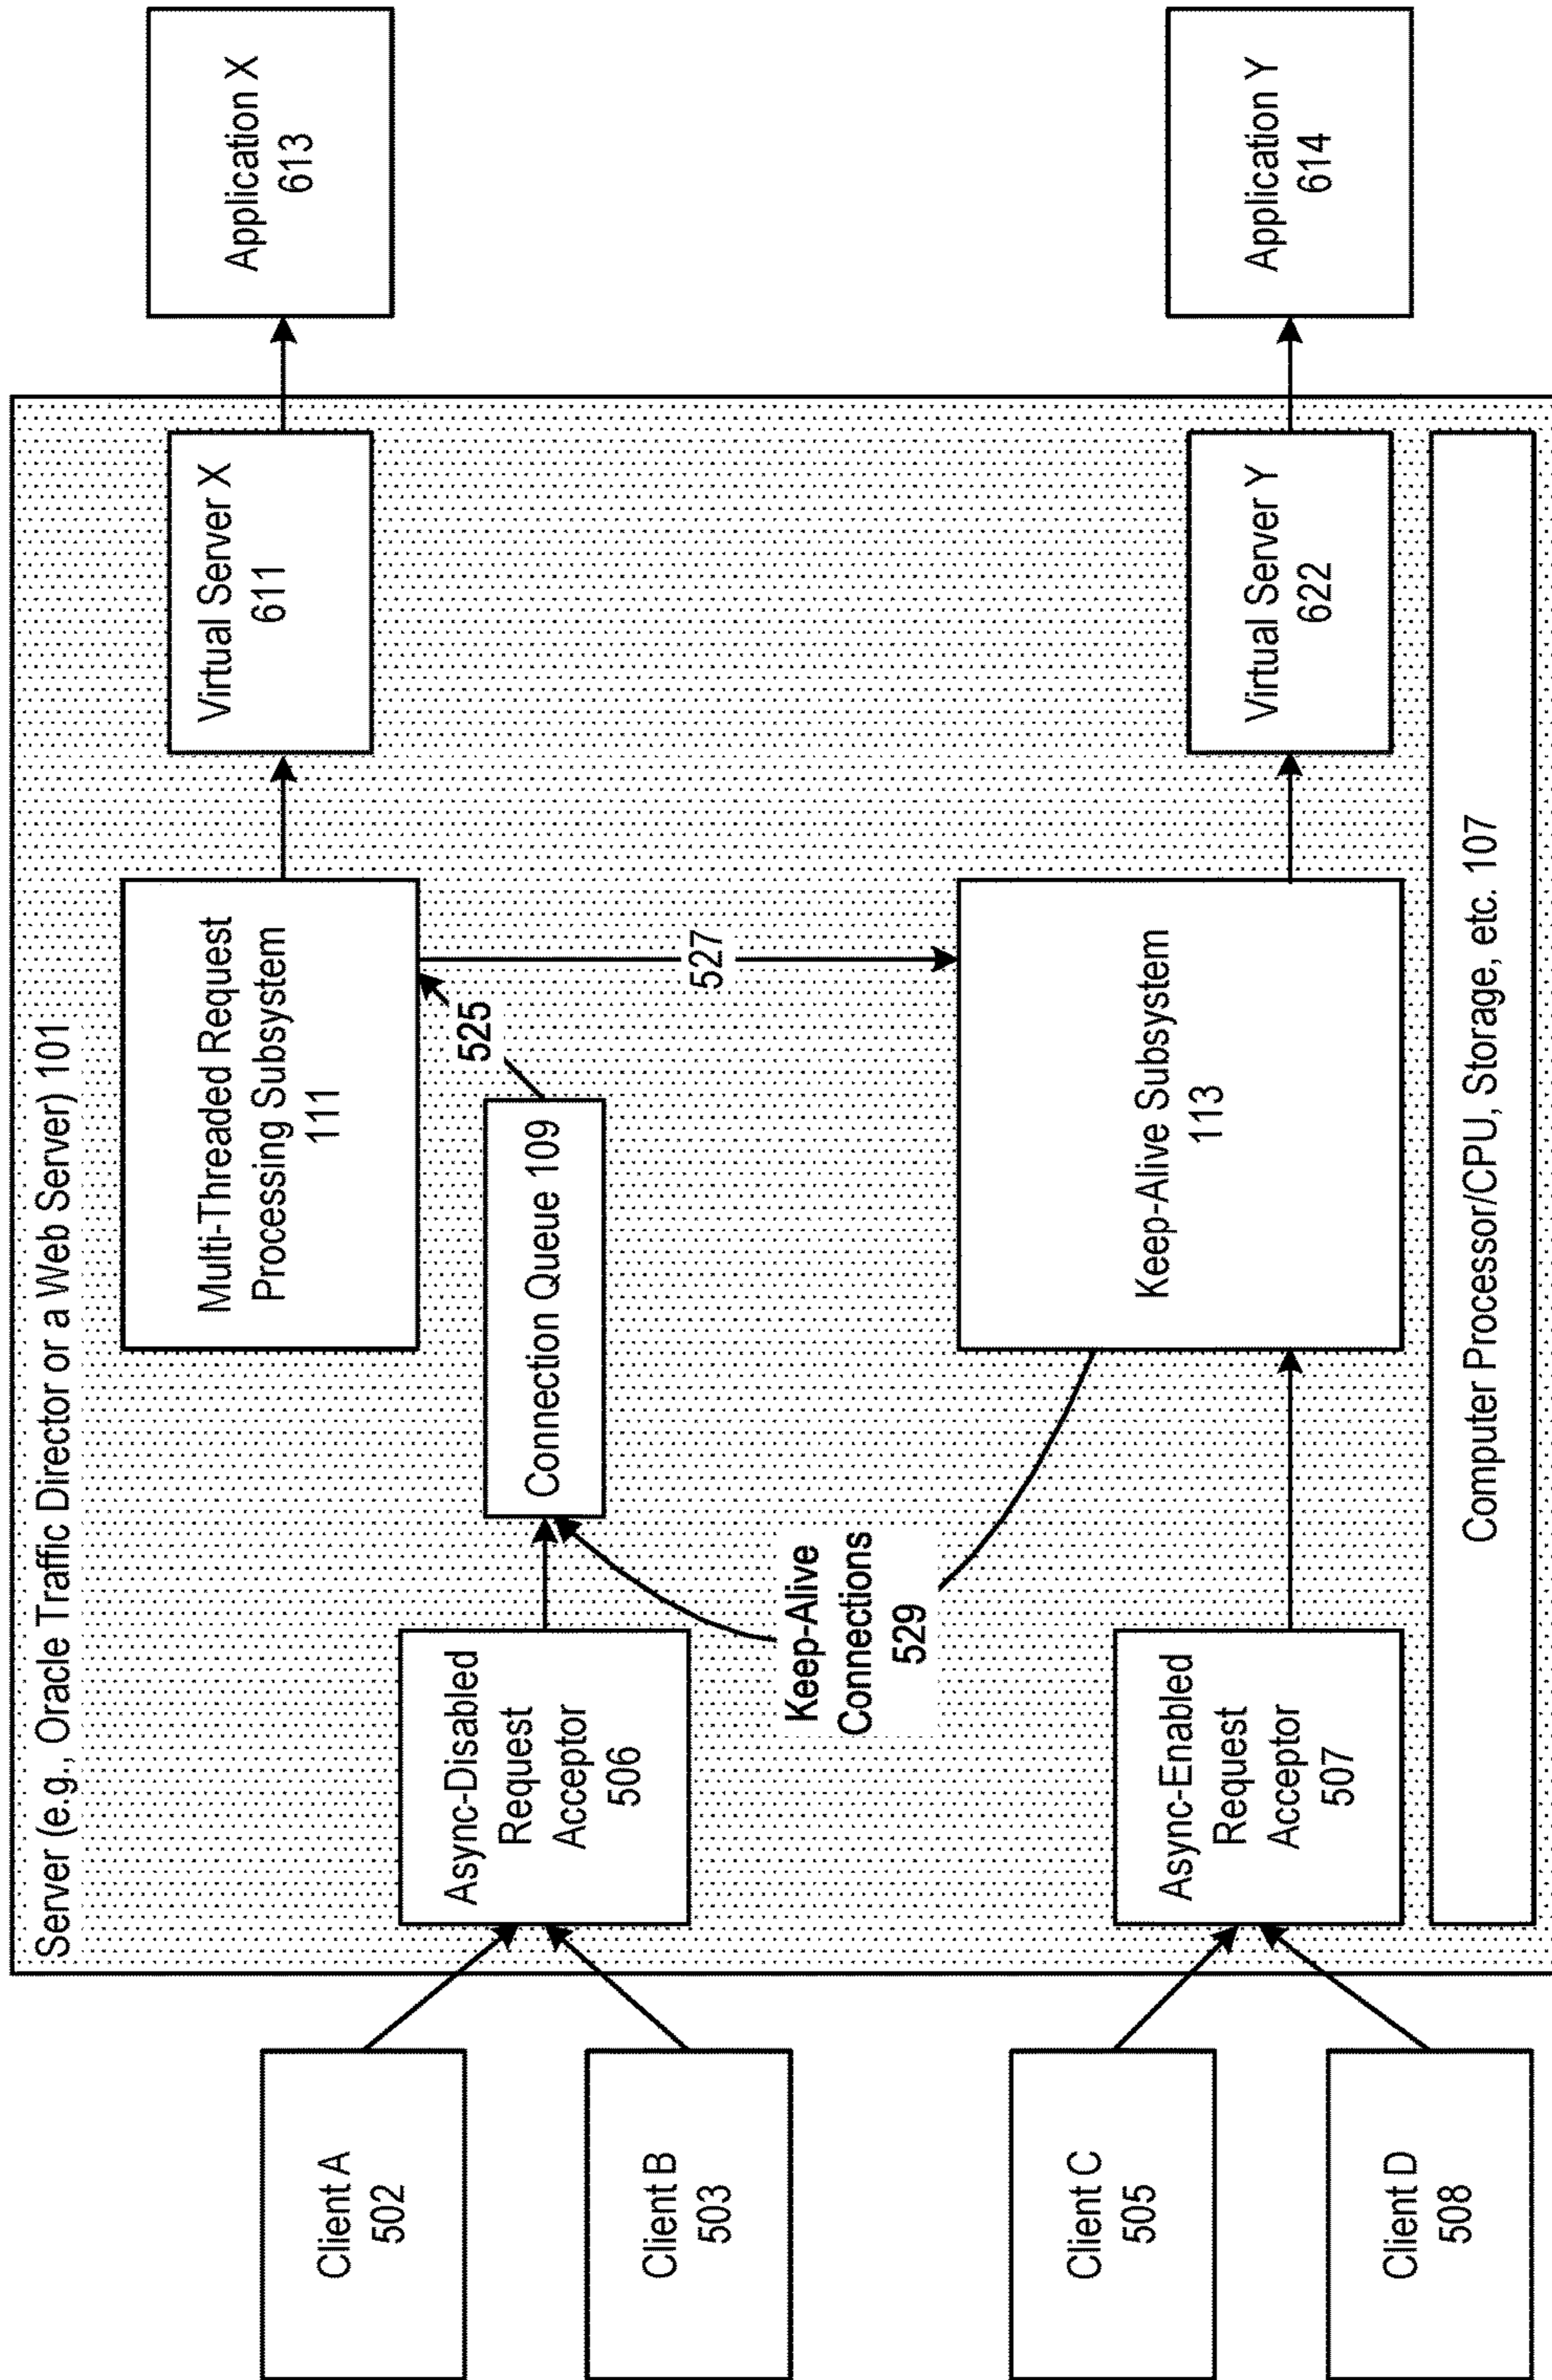 Server (e.g., Oracle Traffic Director or a Web Server) 101
Client A
502
Client B
503
Client C
505
Client D
508
Async-Disabled
Request
Acceptor
506
Async-Enabled
Request
Acceptor
507
Keep-Alive
Connections
529
Connection Queue 109
525
Multi-Threaded Request
Processing Subsystem
111
527
Keep-Alive Subsystem
113
Virtual Server X
611
Virtual Server Y
622
Application X
613
Application Y
614
Computer Processor/CPU, Storage, etc. 107